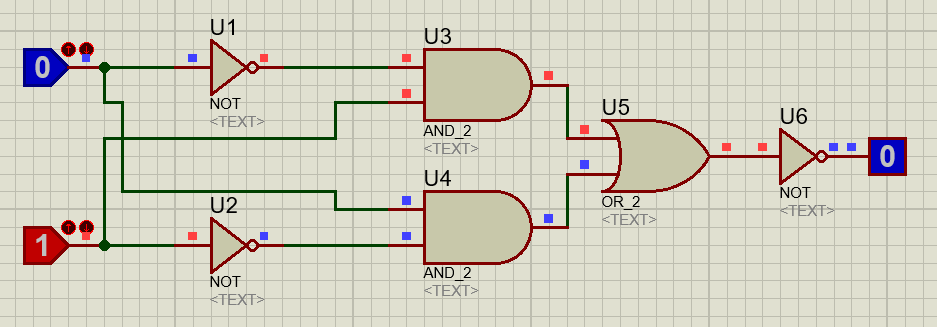 U1
0
NOT
<TEXT>
U3
AND_2
<TEXT>
U5
OR_2
<TEXT>
U6
NOT
<TEXT>
0
U4
AND_2
<TEXT>
U2
1
NOT
<TEXT>